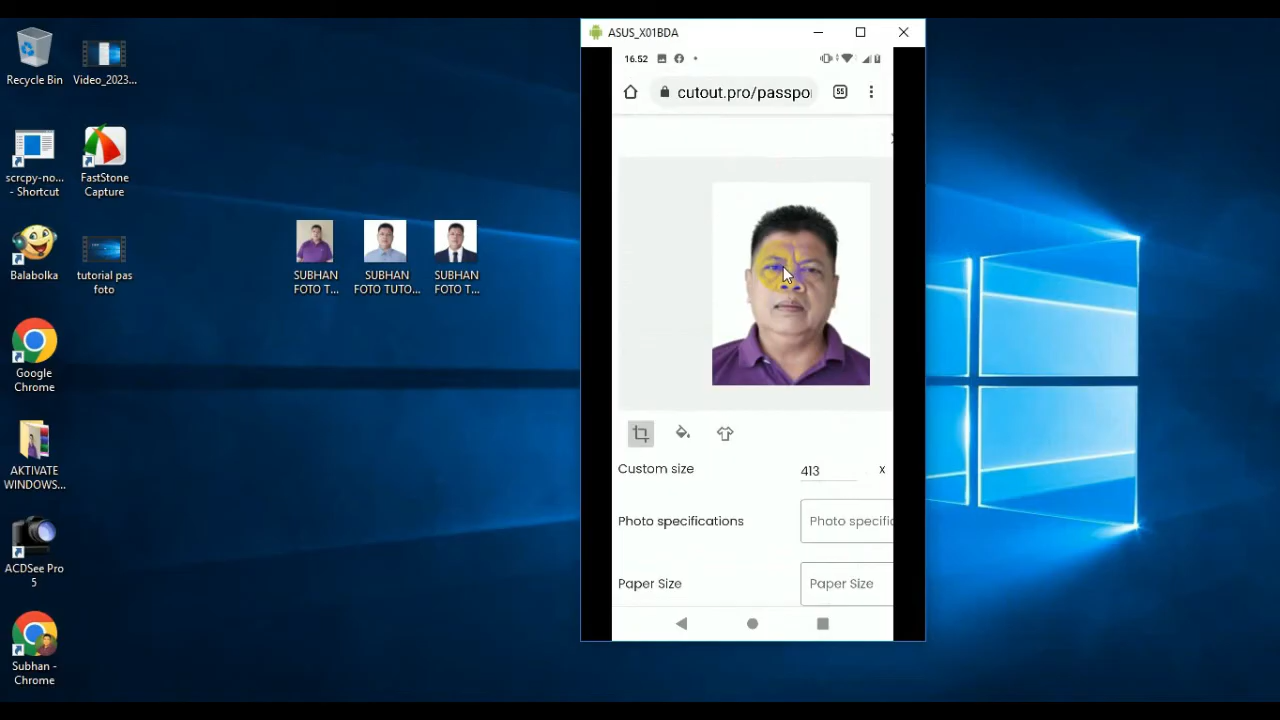 Recycle Bin
Video_2023...
scrcpy-no...
- Shortcut
FastStone
Capture
Balabolka
tutorial pas
foto
Google
Chrome
AKTIVATE
WINDOWS...
ACDSee Pro
5
Subhan -
Chrome
SUBHAN
FOTO T...
SUBHAN
FOTO TUTO...
SUBHAN
FOTO T...
ASUS_X01BDA
16.52
cutout.pro/passpo
55
Custom size
413
x
Photo specifications
Photo specific
Paper Size
Paper Size